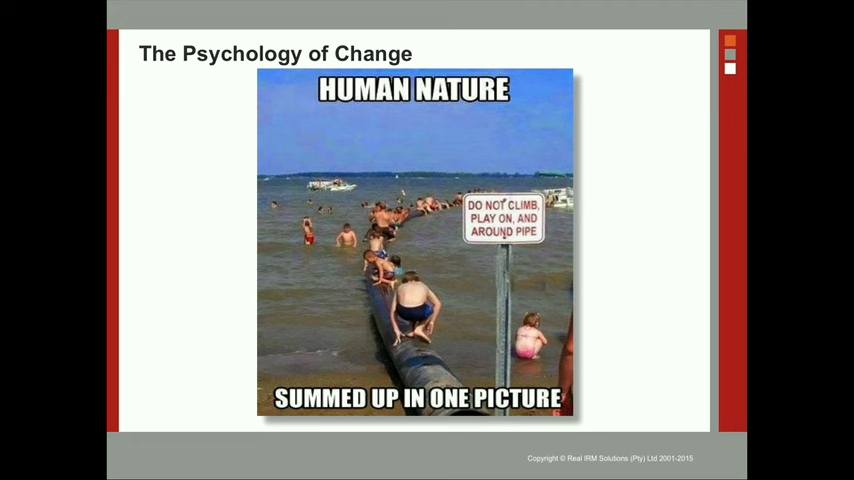 The Psychology of Change
HUMAN NATURE
DO NOT CLIMB,
PLAY ON, AND
AROUND PIPE
SUMMED UP IN ONE PICTURE
Copyright © Real IRM Solutions (Pty) Ltd 2001-2015